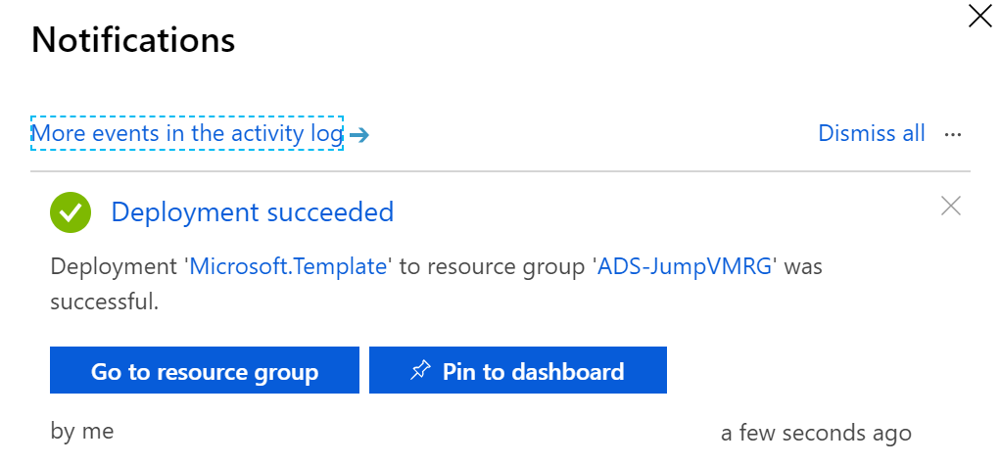 Notifications
More events in the activity log Dismiss all ...
Deployment succeeded
Deployment 'Microsoft.Template' to resource group 'ADS-JumpVMRG' was
successful.
Go to resource group Pin to dashboard
by me a few seconds ago